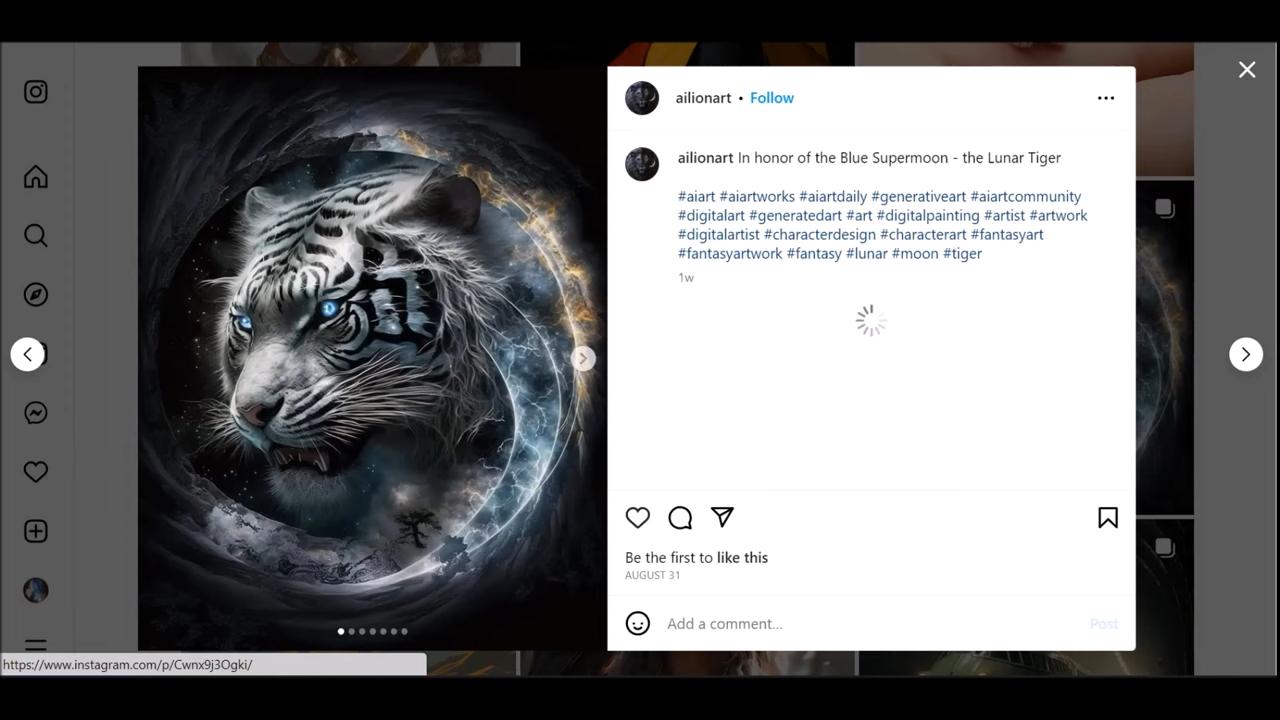 ailionart • Follow
ailionart In honor of the Blue Supermoon - the Lunar Tiger
#aiart #aiartworks #aiartdaily #generativeart #aiartcommunity
#digitalart #generatedart #art #digitalpainting #artist #artwork
#digitalartist #characterdesign #characterart #fantasyart
#fantasyartwork #fantasy #lunar #moon #tiger
1w
Be the first to like this
AUGUST 31
Add a comment... Post
https://www.instagram.com/p/Cwnx9j3Ogki/